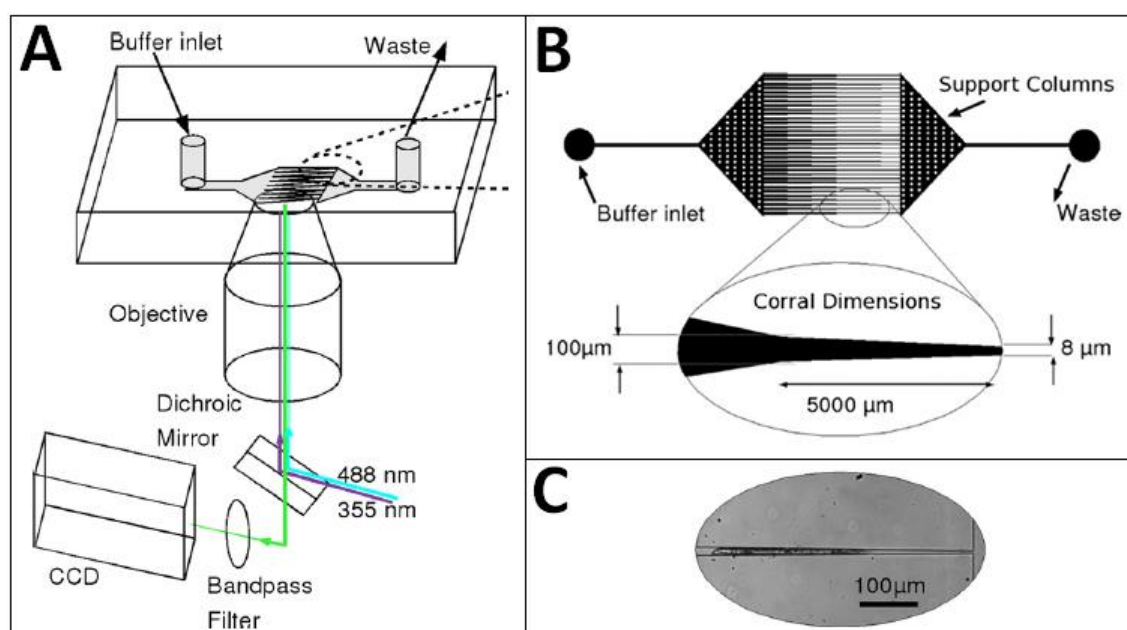 A
Buffer inlet
Waste
Objective
Dichroic
Mirror
488 nm
355 nm
CCD
Bandpass
Filter
B
Support Columns
Buffer inlet
Waste
Corral Dimensions
100µm
8 µm
5000 µm
C
100µm